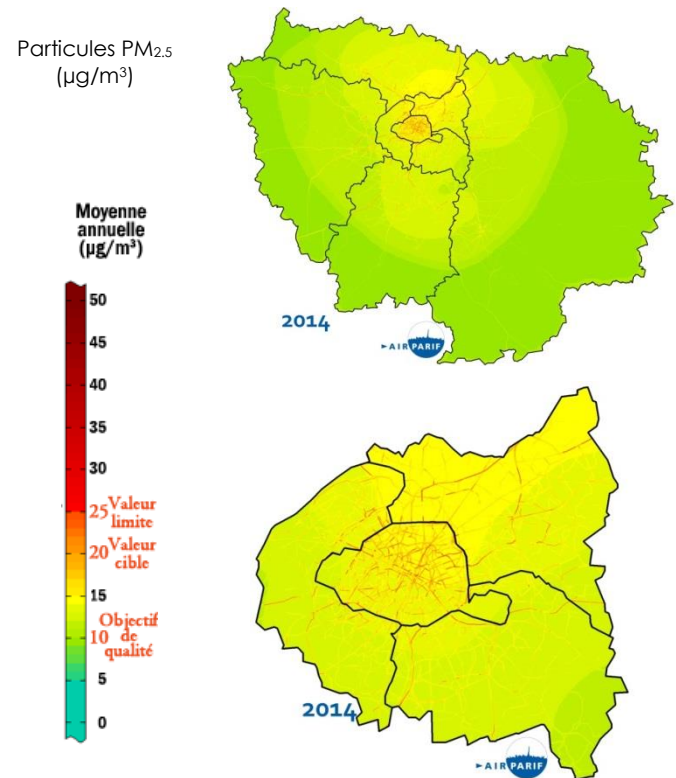 Particules PM₂.₅
(µg/m³)
2014
►AIRPARIF
Moyenne
annuelle
(µg/m³)
50
45
40
35
30
25 Valeur
limite
20 Valeur
cible
15
Objectif
10 de
qualité
5
0
2014
►AIRPARIF